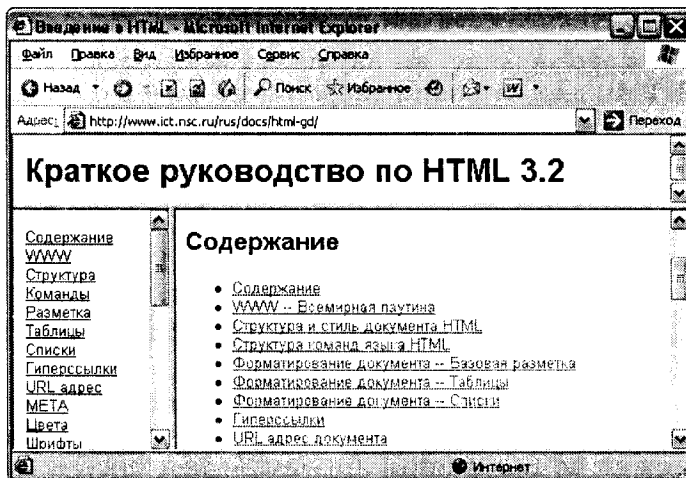 Введение в HTML - Microsoft Internet Explorer
Файл Правка Вид Избранное Сервис Справка
Назад Поиск Избранное
Адрес: http://www.ict.nsc.ru/rus/docs/html-gd/ Переход
Краткое руководство по HTML 3.2
Содержание
WWW
Структура
Команды
Разметка
Таблицы
Списки
Гиперссылки
URL адрес
META
Цвета
Шрифты
Содержание
• Содержание
• WWW -- Всемирная паутина
• Структура и стиль документа HTML
• Структура команд языка HTML
• Форматирование документа -- Базовая разметка
• Форматирование документа -- Таблицы
• Форматирование документа -- Списки
• Гиперссылки
• URL адрес документа
Интернет